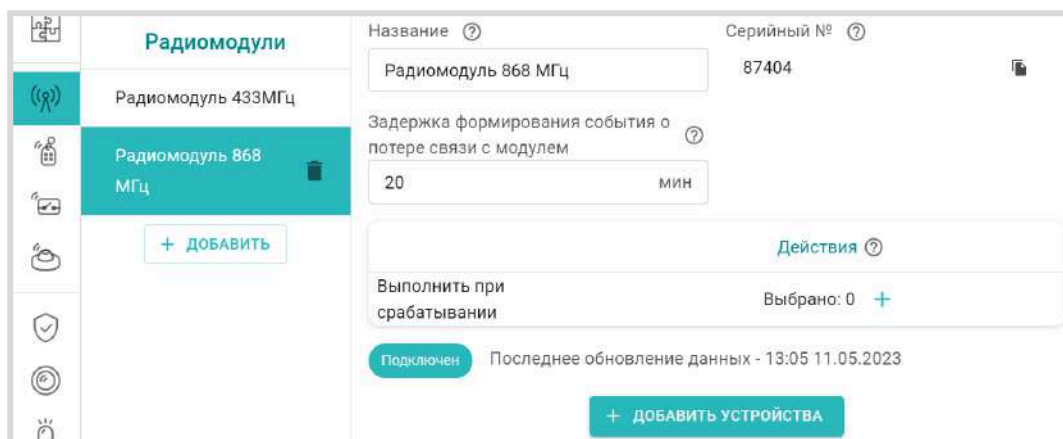 Радиомодули
Радиомодуль 433МГц
Радиомодуль 868
МГц
+ ДОБАВИТЬ
Название
Радиомодуль 868 МГц
Серийный №
87404
Задержка формирования события о
потере связи с модулем
20 мин
Действия
Выполнить при
срабатывании
Выбрано: 0 +
Подключен
Последнее обновление данных - 13:05 11.05.2023
+ ДОБАВИТЬ УСТРОЙСТВА